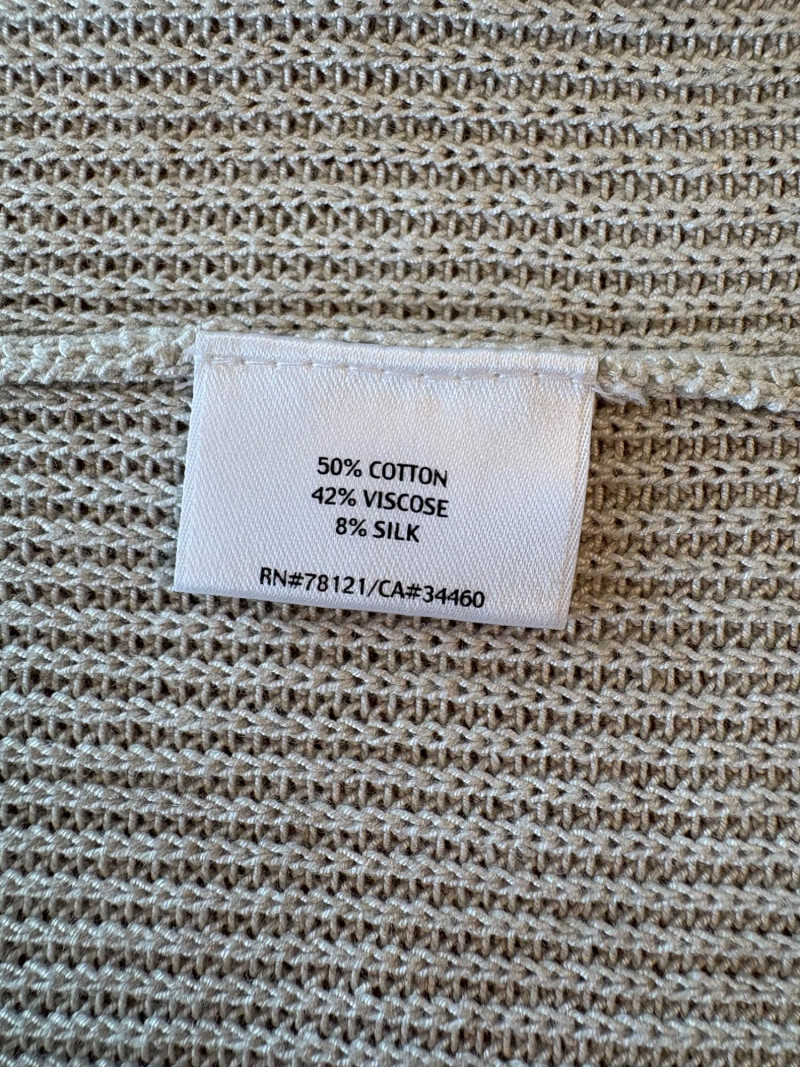 50% COTTON
42% VISCOSE
8% SILK
RN#78121/CA#34460